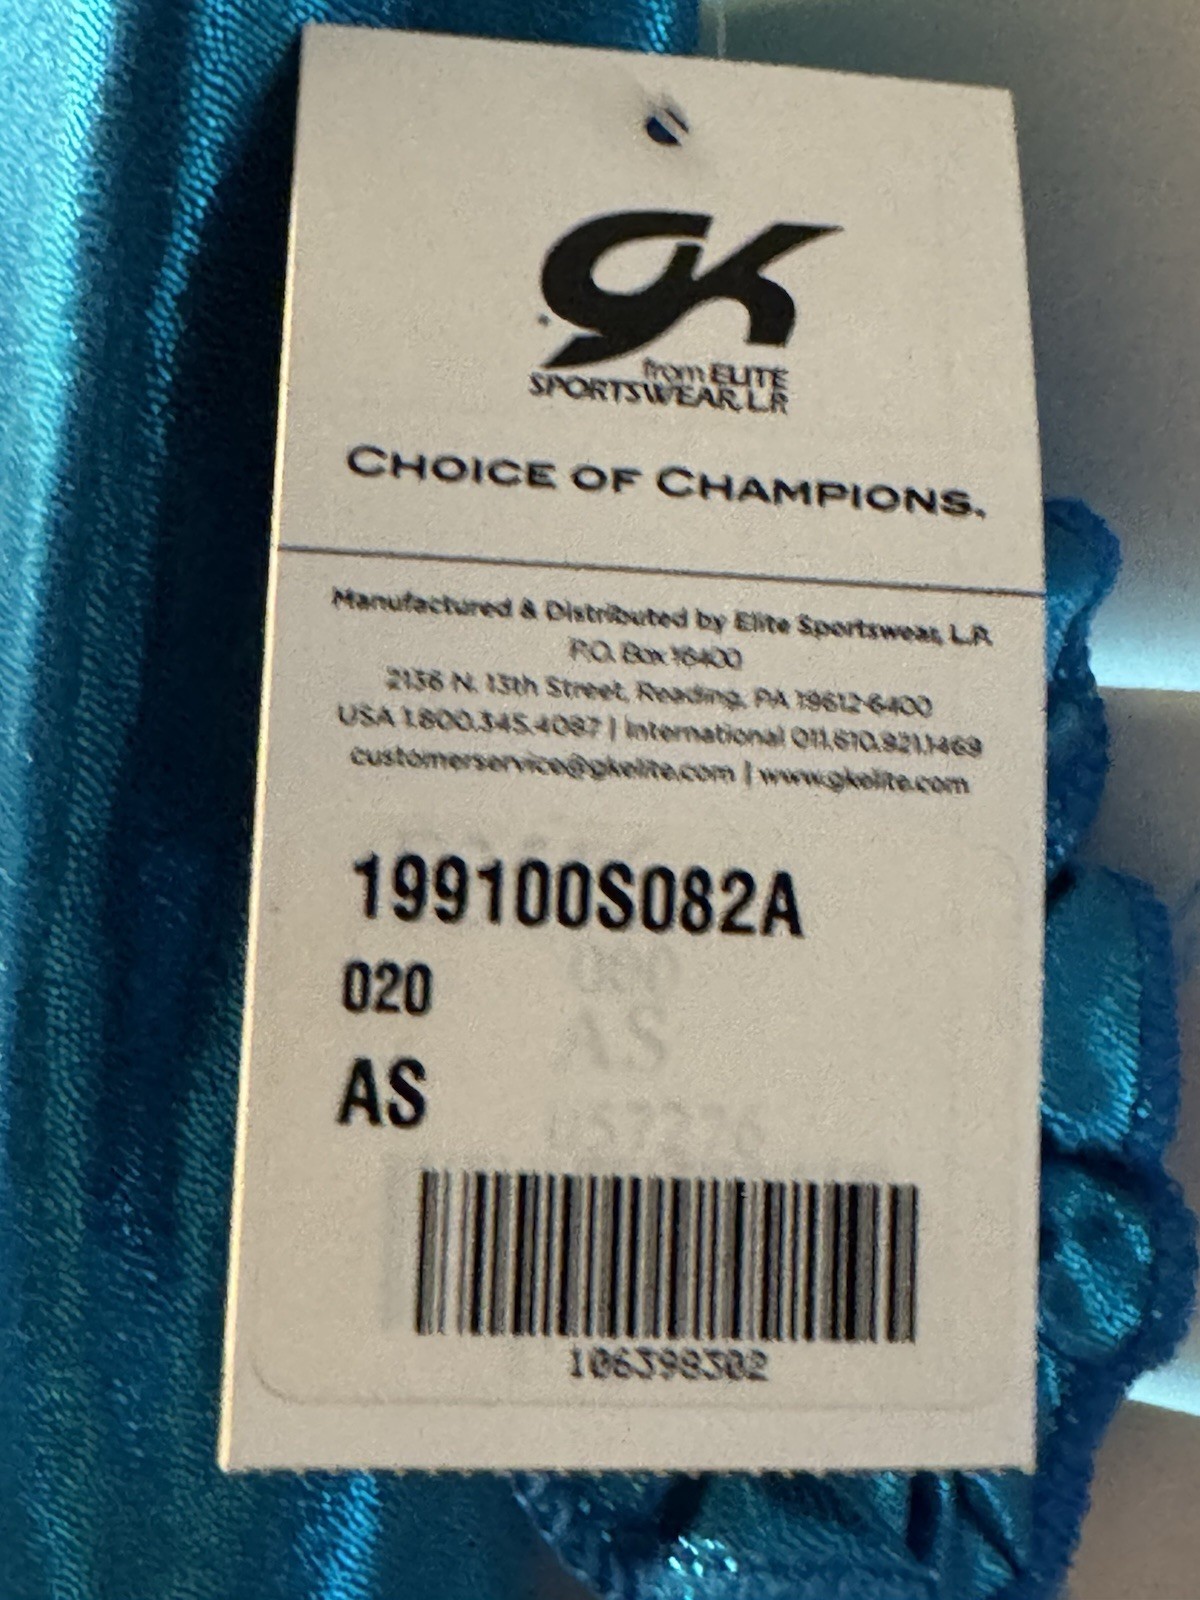 GK
from ELITE
SPORTSWEAR, L.P.
CHOICE OF CHAMPIONS.
Manufactured & Distributed by Elite Sportswear, L.P.
P.O. Box 16400
2136 N. 13th Street, Reading, PA 19612-6400
USA 1.800.345.4087 | International 011.610.921.1469
customerservice@gkelite.com | www.gkelite.com
199100S082A
020
AS
AS
106398302